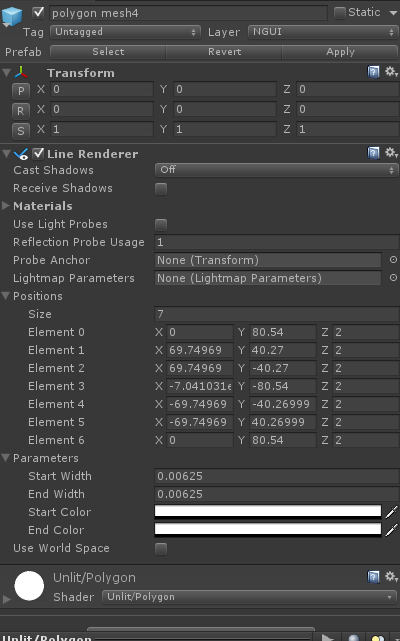 polygon mesh4 Static
Tag Untagged Layer NGUI
Prefab Select Revert Apply
Transform
P X 0 Y 0 Z 0
R X 0 Y 0 Z 0
S X 1 Y 1 Z 1
Line Renderer
Cast Shadows Off
Receive Shadows
Materials
Use Light Probes
Reflection Probe Usage 1
Probe Anchor None (Transform)
Lightmap Parameters None (Lightmap Parameters)
Positions
Size 7
Element 0 X 0 Y 80.54 Z 2
Element 1 X 69.74969 Y 40.27 Z 2
Element 2 X 69.74969 Y -40.27 Z 2
Element 3 X -7.041031e Y -80.54 Z 2
Element 4 X -69.74969 Y -40.26999 Z 2
Element 5 X -69.74969 Y 40.26999 Z 2
Element 6 X 0 Y 80.54 Z 2
Parameters
Start Width 0.00625
End Width 0.00625
Start Color
End Color
Use World Space
Unlit/Polygon
Shader Unlit/Polygon
Unlit/Polygon